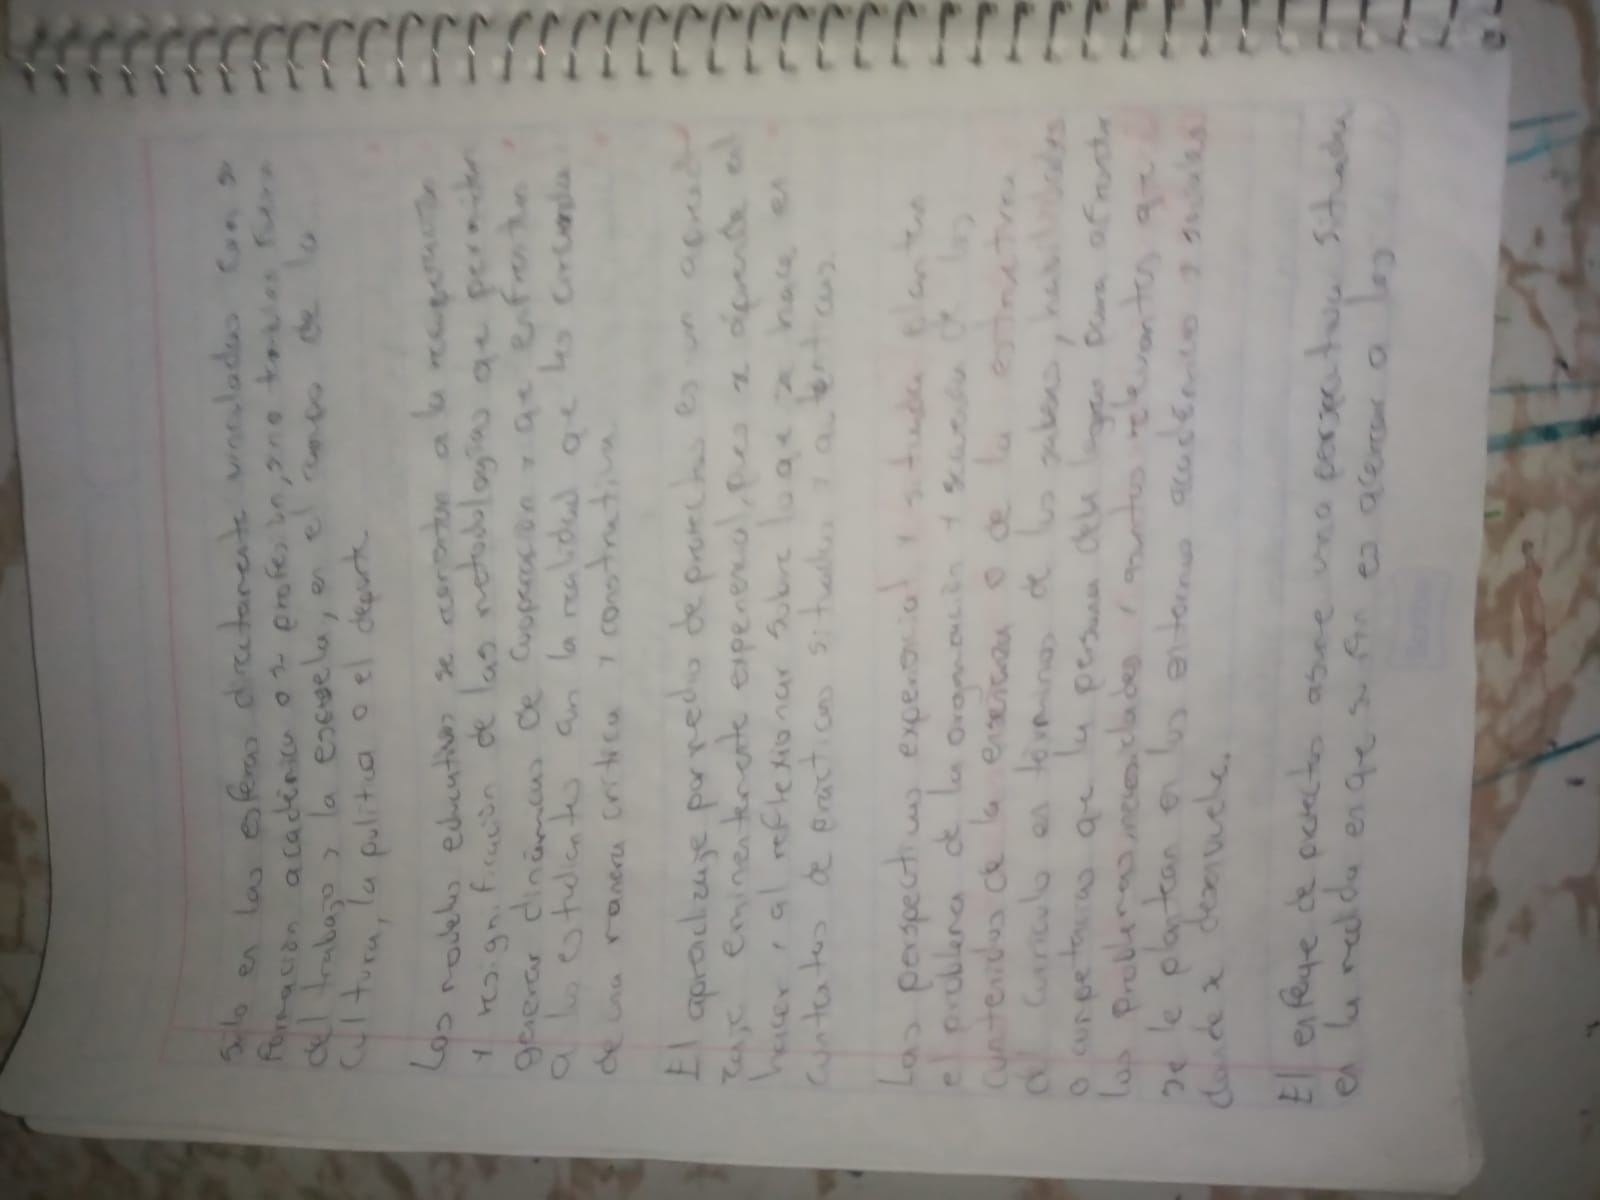 solo en las esferas directamente vinculadas con su
formación académica o su profesión, sino también fuera
del trabajo y la escuela, en el campo de la
cultura, la política o el deporte
Los modelos educativos se orientan a la recuperación
y resignificación de las metodologías que permiten
generar dinámicas de cooperación y que enfrentan
a los estudiantes con la realidad que los circunda
de una manera crítica y constructiva
El aprendizaje por medio de proyectos es un aprendi-
zaje eminentemente experiencial, pues se aprende al
hacer y al reflexionar sobre lo que se hace en
contextos de prácticas situadas y auténticas.
Las perspectivas experiencial y situada plantean
el problema de la organización y secuencia de los
contenidos de la enseñanza o de la estructura
del currículo en términos de los saberes, habilidades
o competencias que la persona debe lograr para afrontar
los problemas, necesidades y asuntos relevantes que
se le plantean en los entornos académicos y sociales
donde se desenvuelve.
El enfoque de proyectos asume una perspectiva situada
en la medida en que su fin es acercar a los